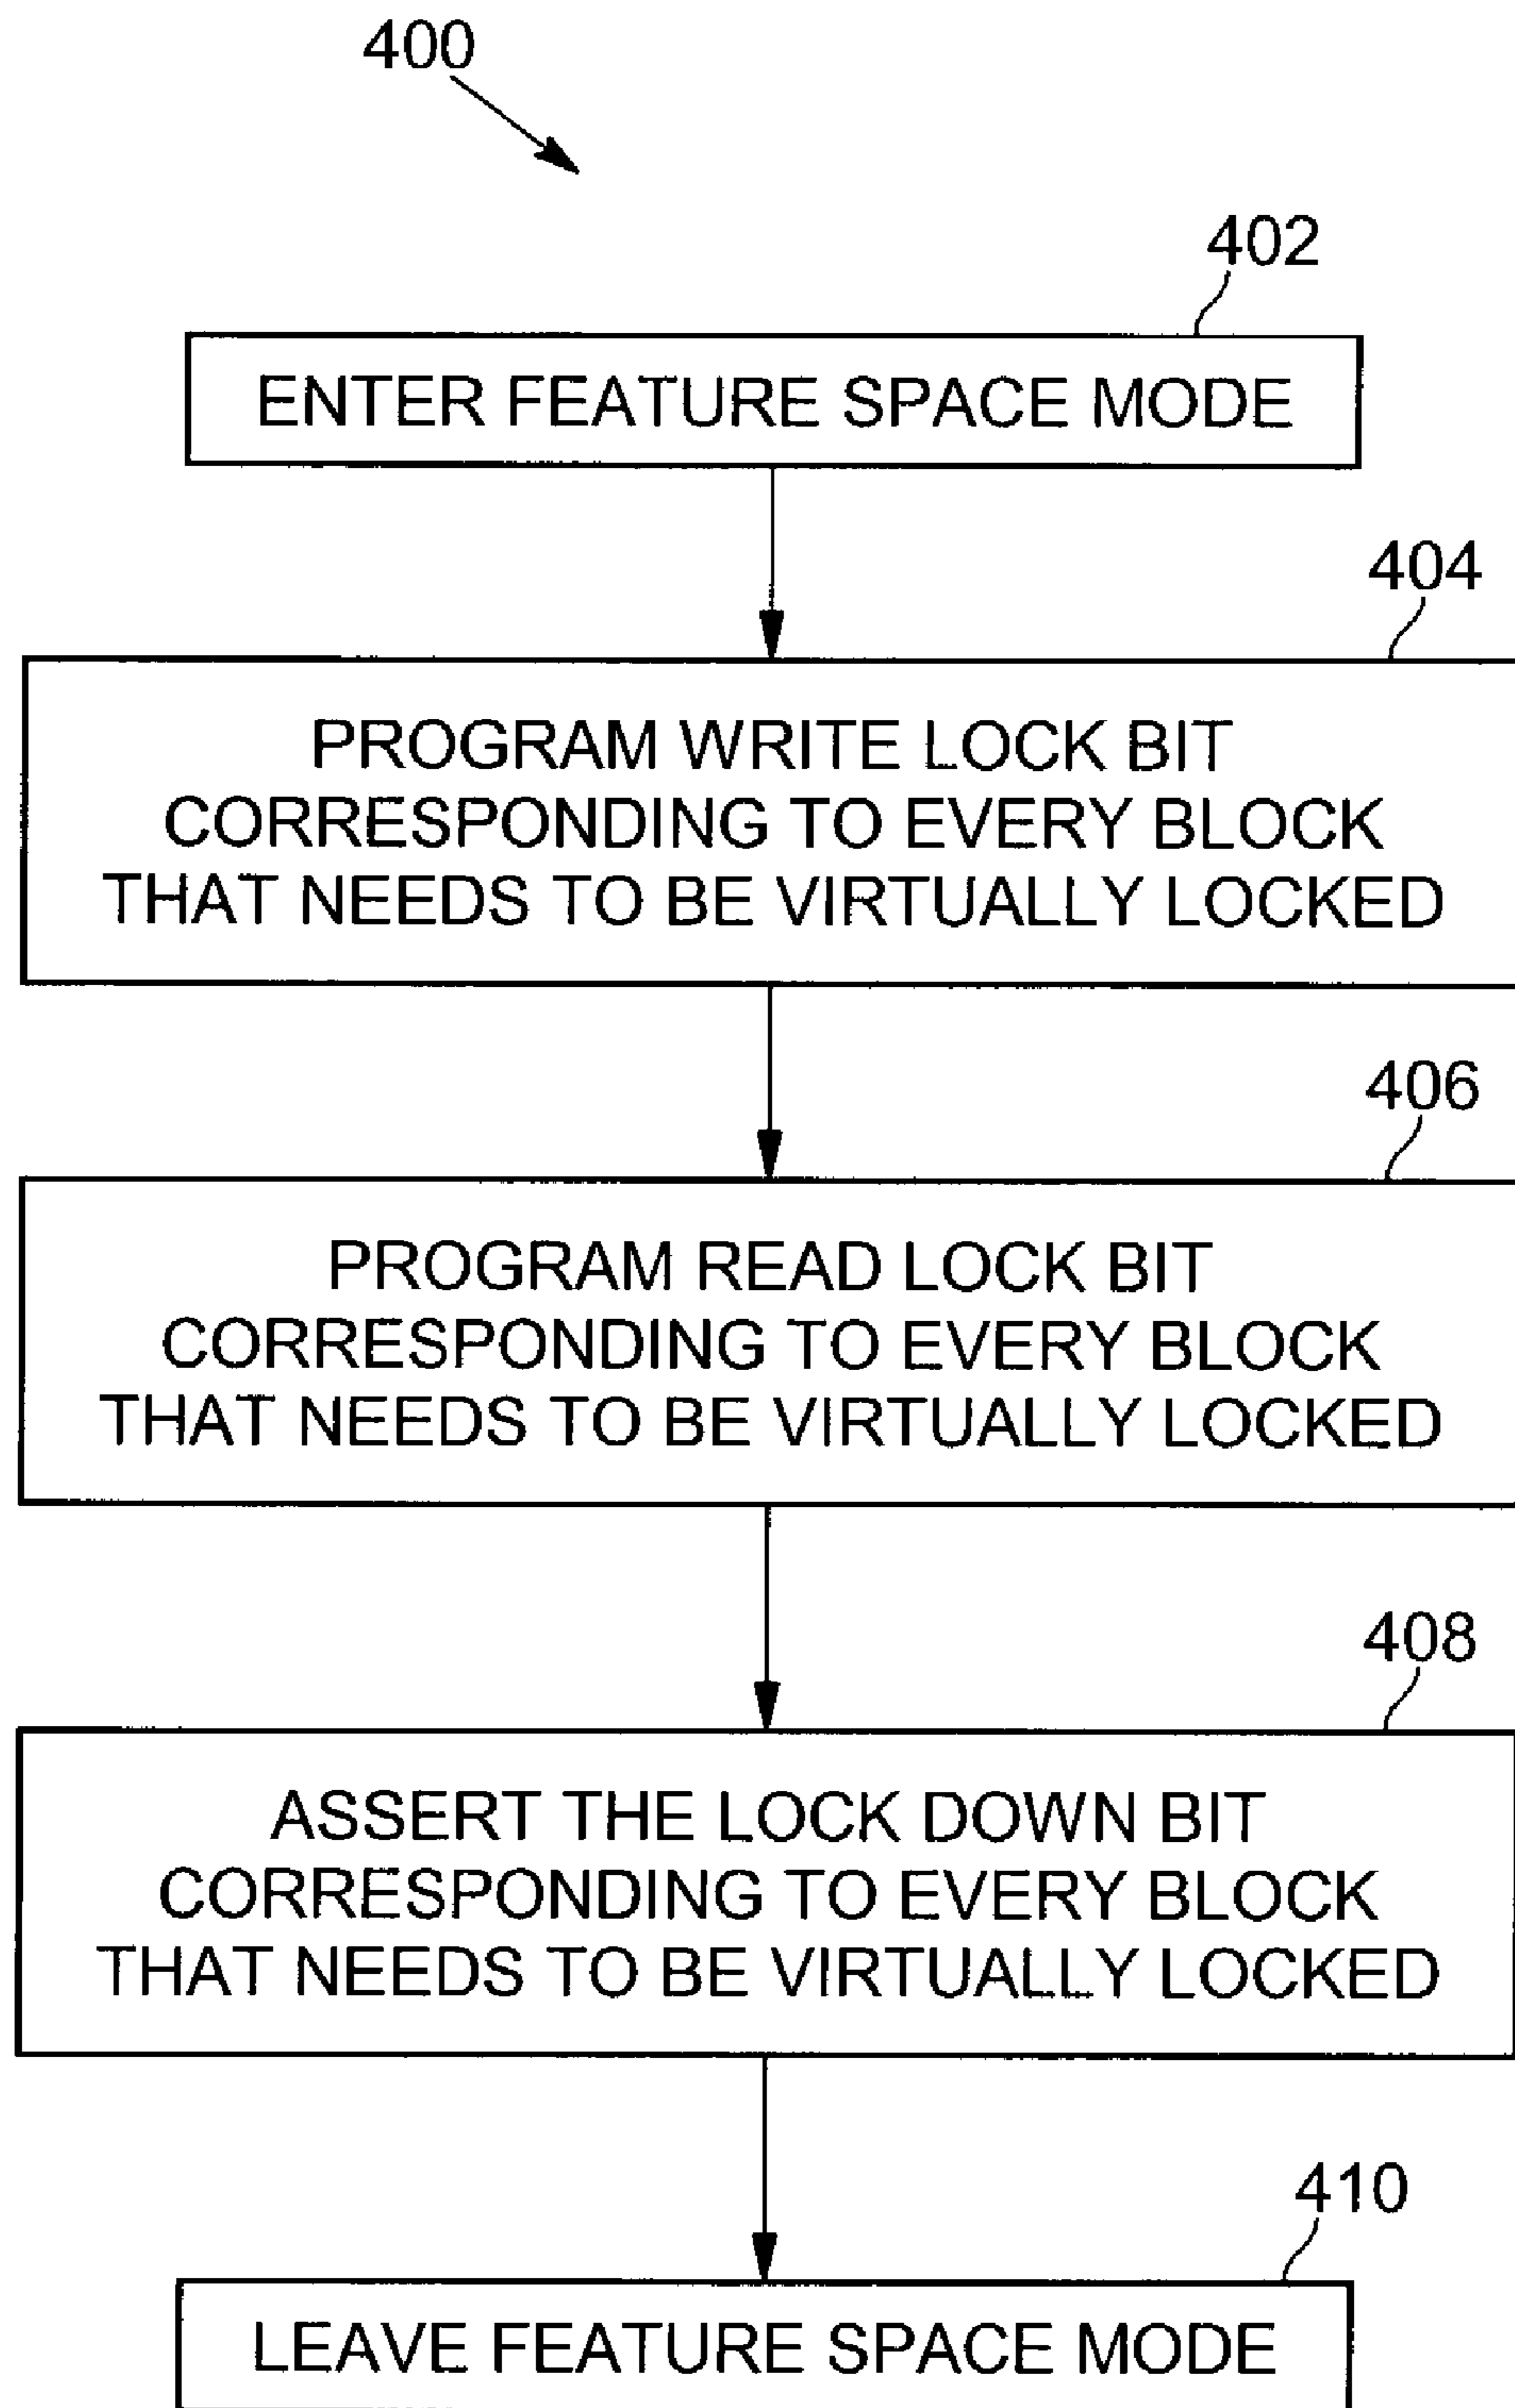 400
402
ENTER FEATURE SPACE MODE
404
PROGRAM WRITE LOCK BIT
CORRESPONDING TO EVERY BLOCK
THAT NEEDS TO BE VIRTUALLY LOCKED
406
PROGRAM READ LOCK BIT
CORRESPONDING TO EVERY BLOCK
THAT NEEDS TO BE VIRTUALLY LOCKED
408
ASSERT THE LOCK DOWN BIT
CORRESPONDING TO EVERY BLOCK
THAT NEEDS TO BE VIRTUALLY LOCKED
410
LEAVE FEATURE SPACE MODE